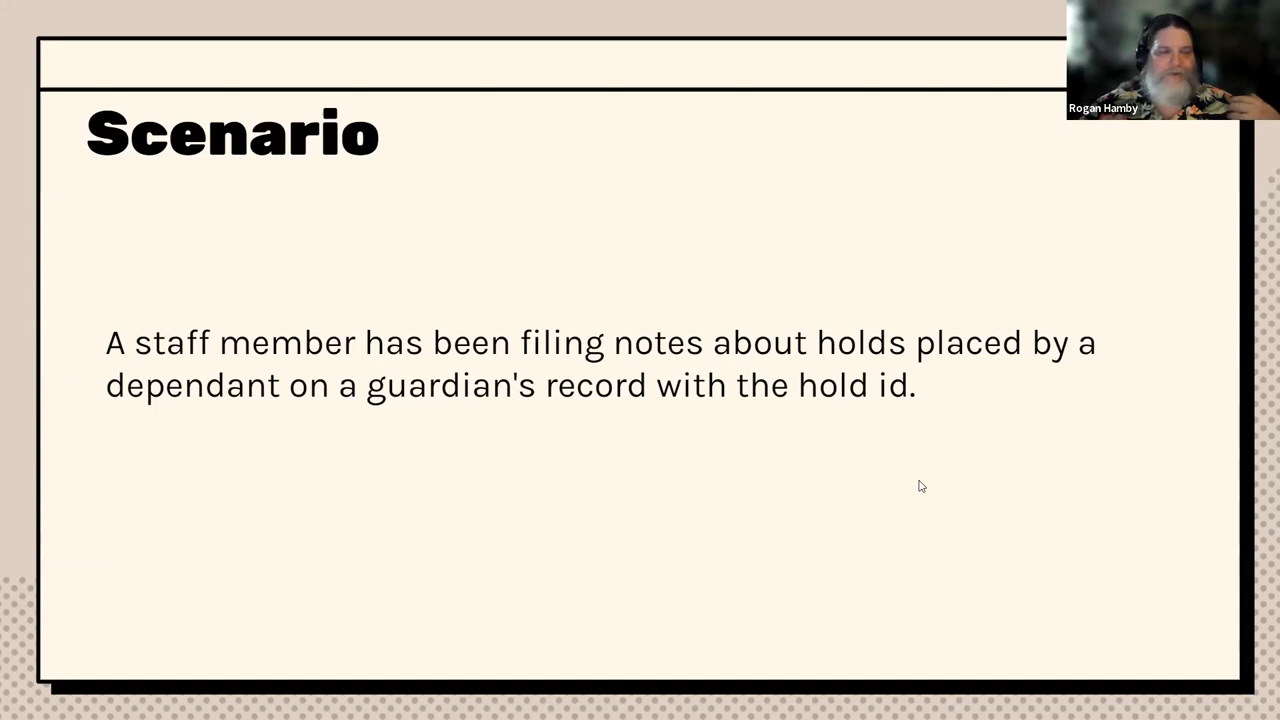 Rogan Hamby
Scenario
A staff member has been filing notes about holds placed by a
dependant on a guardian's record with the hold id.